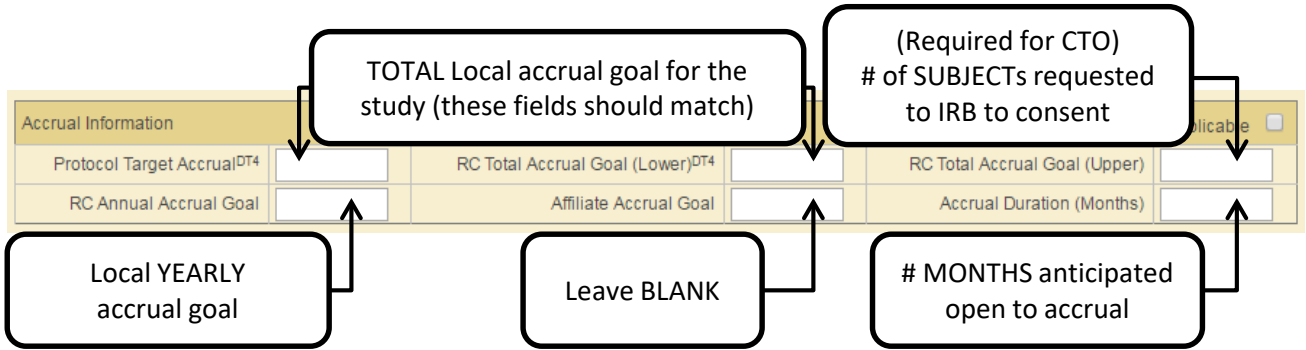 TOTAL Local accrual goal for the
study (these fields should match)
(Required for CTO)
# of SUBJECTs requested
to IRB to consent
Accrual Information
Protocol Target Accrual DT4
RC Total Accrual Goal (Lower) DT4
RC Total Accrual Goal (Upper)
RC Annual Accrual Goal
Affiliate Accrual Goal
Accrual Duration (Months)
Local YEARLY
accrual goal
Leave BLANK
# MONTHS anticipated
open to accrual